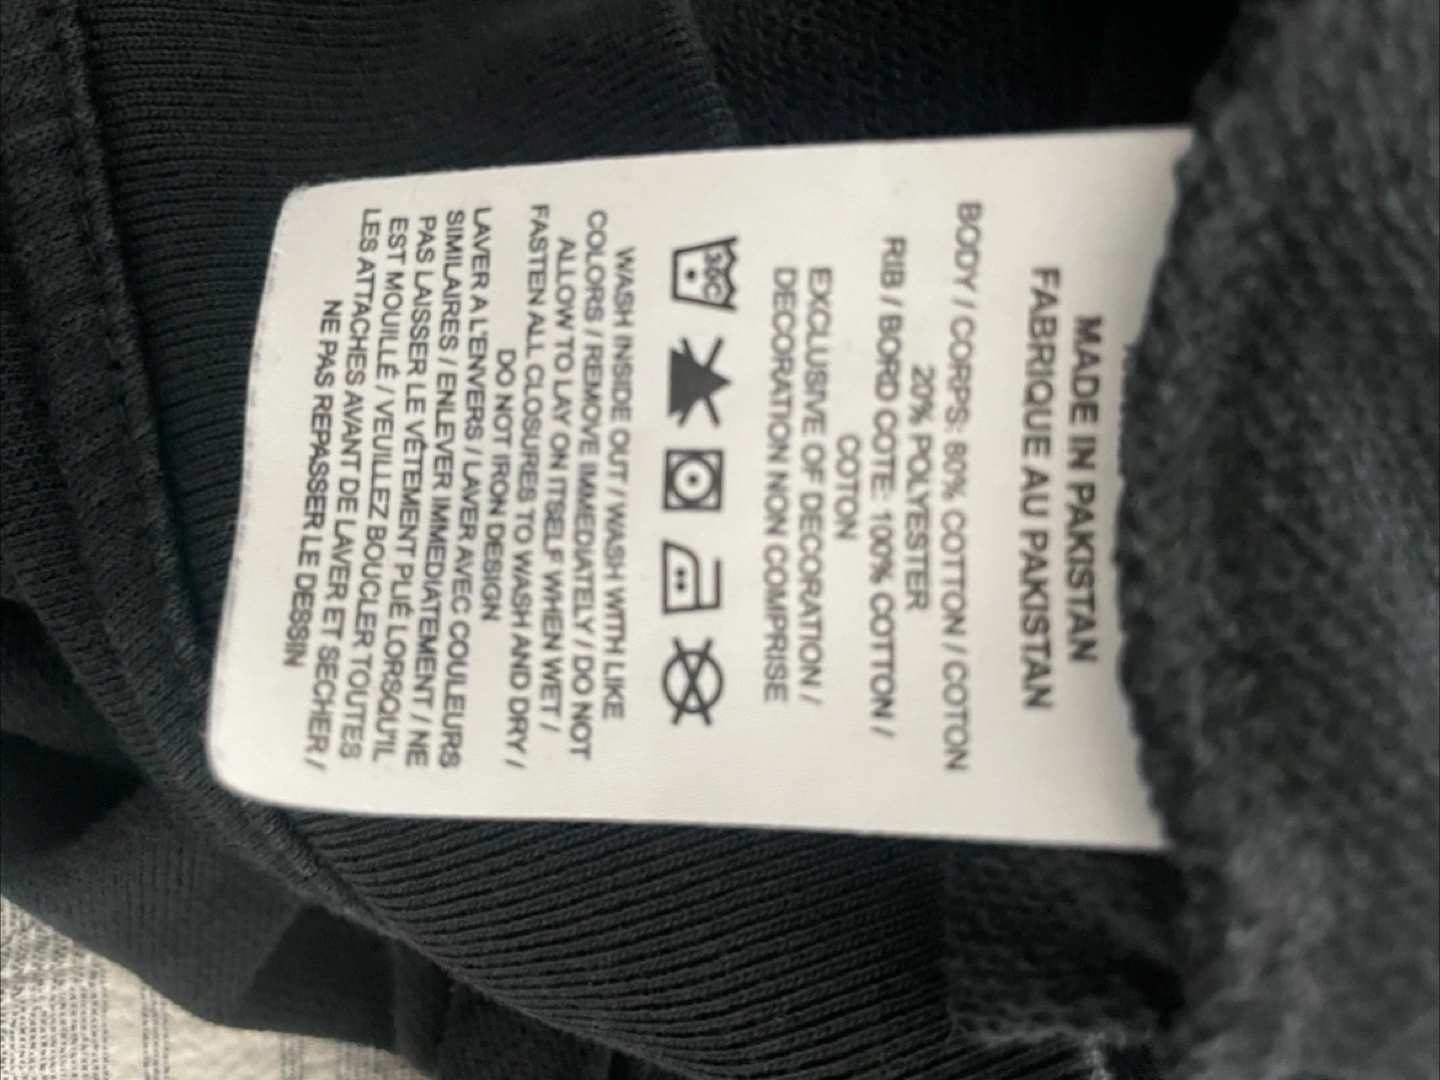 MADE IN PAKISTAN
FABRIQUE AU PAKISTAN
BODY / CORPS: 80% COTTON / COTON
20% POLYESTER
RIB / BORD COTE: 100% COTTON /
COTON
EXCLUSIVE OF DECORATION /
DECORATION NON COMPRISE
30C
WASH INSIDE OUT / WASH WITH LIKE
COLORS / REMOVE IMMEDIATELY / DO NOT
ALLOW TO LAY ON ITSELF WHEN WET /
FASTEN ALL CLOSURES TO WASH AND DRY /
DO NOT IRON DESIGN
LAVER A L'ENVERS / LAVER AVEC COULEURS
SIMILAIRES / ENLEVER IMMEDIATEMENT / NE
PAS LAISSER LE VÊTEMENT PLIÉ LORSQU'IL
EST MOUILLÉ / VEUILLEZ BOUCLER TOUTES
LES ATTACHES AVANT DE LAVER ET SECHER /
NE PAS REPASSER LE DESSIN